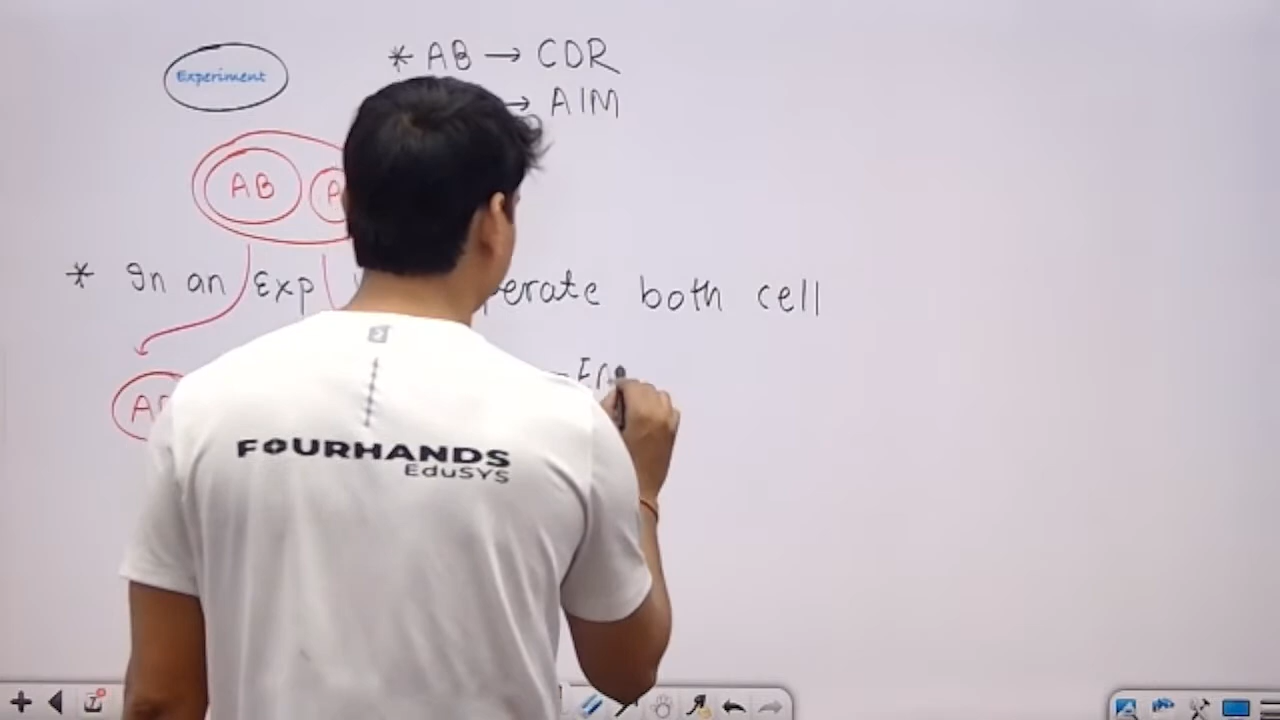 Experiment
* AB → CDR
→ AIM
AB A
* In an Exp erate both cell
FOURHANDS
EduSYS